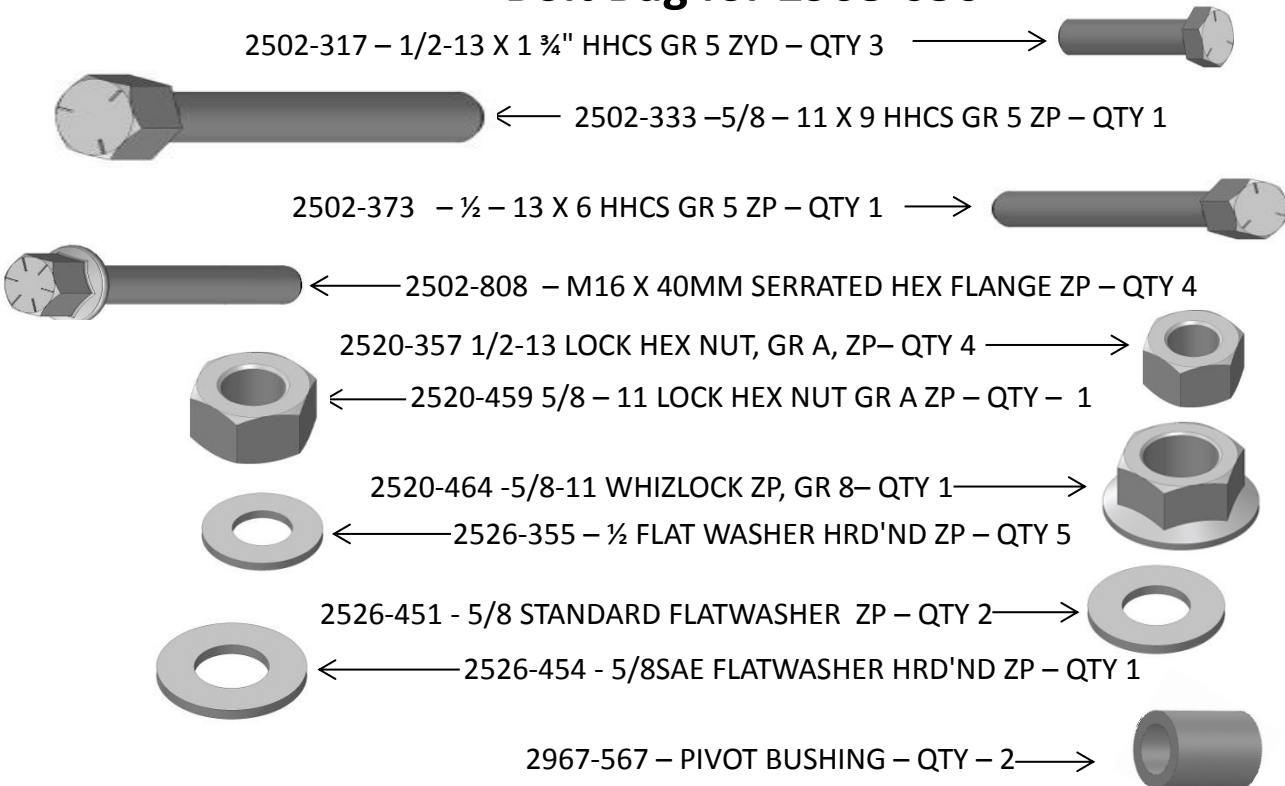 2502-317 – 1/2-13 X 1 ¾" HHCS GR 5 ZYD – QTY 3
2502-333 –5/8 – 11 X 9 HHCS GR 5 ZP – QTY 1
2502-373 – ½ – 13 X 6 HHCS GR 5 ZP – QTY 1
2502-808 – M16 X 40MM SERRATED HEX FLANGE ZP – QTY 4
2520-357 1/2-13 LOCK HEX NUT, GR A, ZP– QTY 4
2520-459 5/8 – 11 LOCK HEX NUT GR A ZP – QTY – 1
2520-464 -5/8-11 WHIZLOCK ZP, GR 8– QTY 1
2526-355 – ½ FLAT WASHER HRD'ND ZP – QTY 5
2526-451 - 5/8 STANDARD FLATWASHER ZP – QTY 2
2526-454 - 5/8SAE FLATWASHER HRD'ND ZP – QTY 1
2967-567 – PIVOT BUSHING – QTY – 2